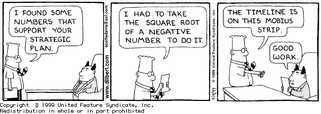 I FOUND SOME
NUMBERS THAT
SUPPORT YOUR
STRATEGIC
PLAN.
I HAD TO TAKE
THE SQUARE ROOT
OF A NEGATIVE
NUMBER TO DO IT.
THE TIMELINE IS
ON THIS MOBIUS
STRIP.
GOOD
WORK.
www.dilbert.com
© 1999 United Feature Syndicate, Inc.
Copyright © 1999 United Feature Syndicate, Inc.
Redistribution in whole or in part prohibited